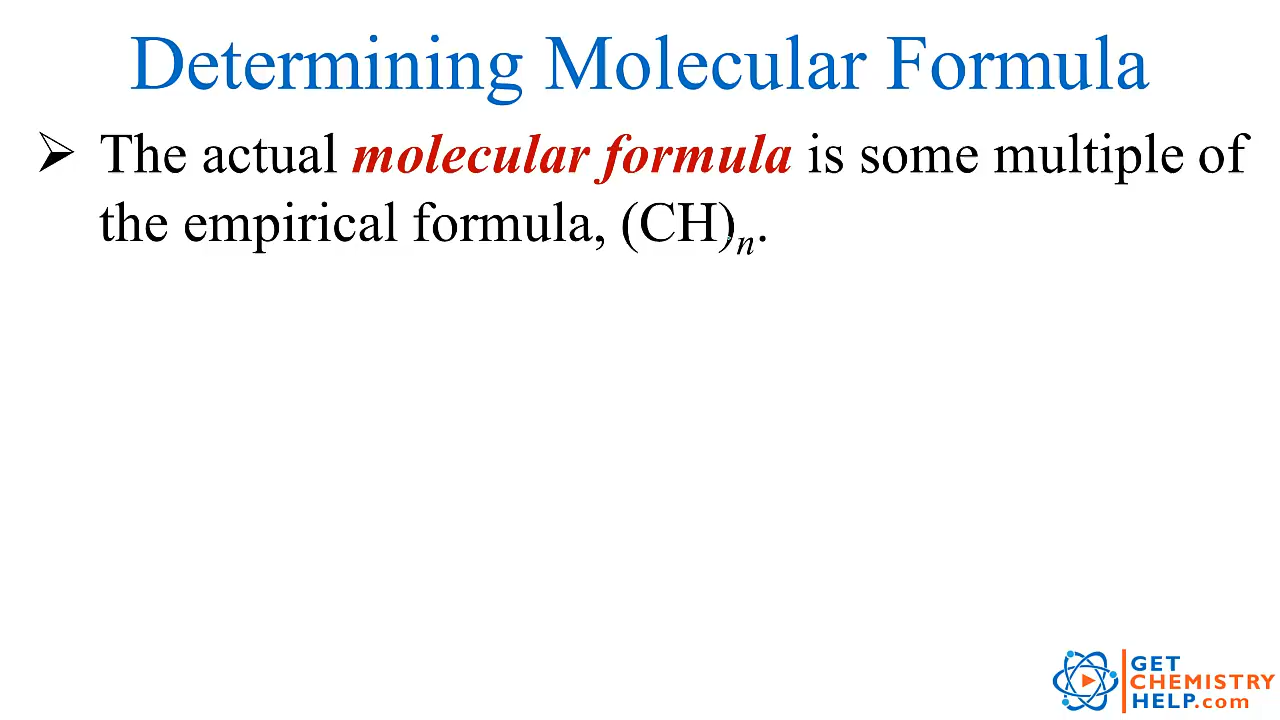 Determining Molecular Formula
➢ The actual molecular formula is some multiple of
the empirical formula, (CH)ₙ.
GET
CHEMISTRY
HELP.com